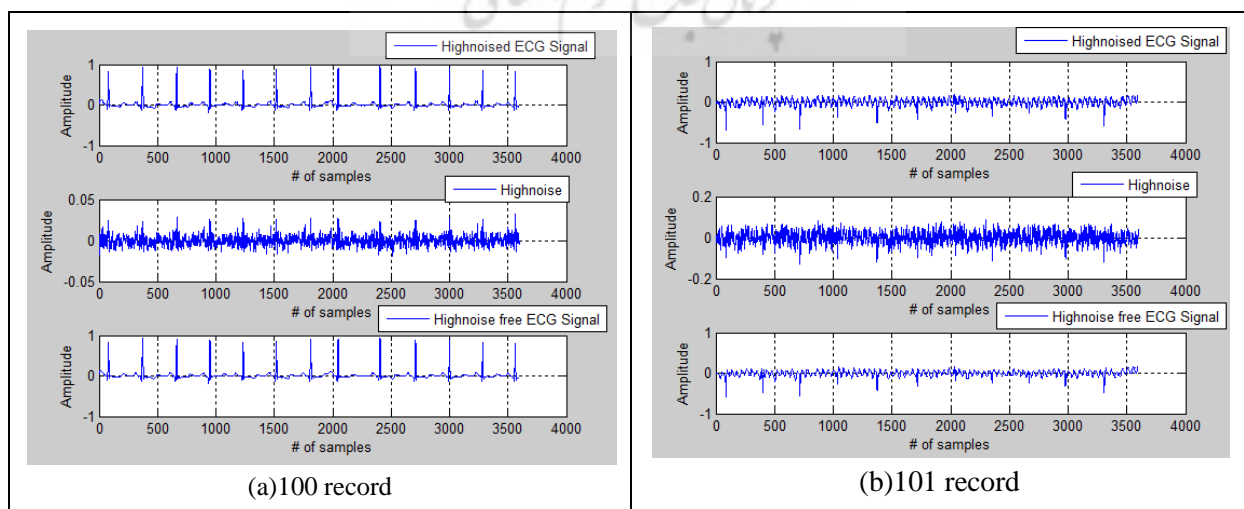 Highnoised ECG Signal
1
0
-1
Amplitude
0 500 1000 1500 2000 2500 3000 3500 4000
# of samples
Highnoise
0.05
0
-0.05
Amplitude
0 500 1000 1500 2000 2500 3000 3500 4000
# of samples
Highnoise free ECG Signal
1
0
-1
Amplitude
0 500 1000 1500 2000 2500 3000 3500 4000
# of samples
(a)100 record
Highnoised ECG Signal
1
0
-1
Amplitude
0 500 1000 1500 2000 2500 3000 3500 4000
# of samples
Highnoise
0.2
0
-0.2
Amplitude
0 500 1000 1500 2000 2500 3000 3500 4000
# of samples
Highnoise free ECG Signal
1
0
-1
Amplitude
0 500 1000 1500 2000 2500 3000 3500 4000
# of samples
(b)101 record